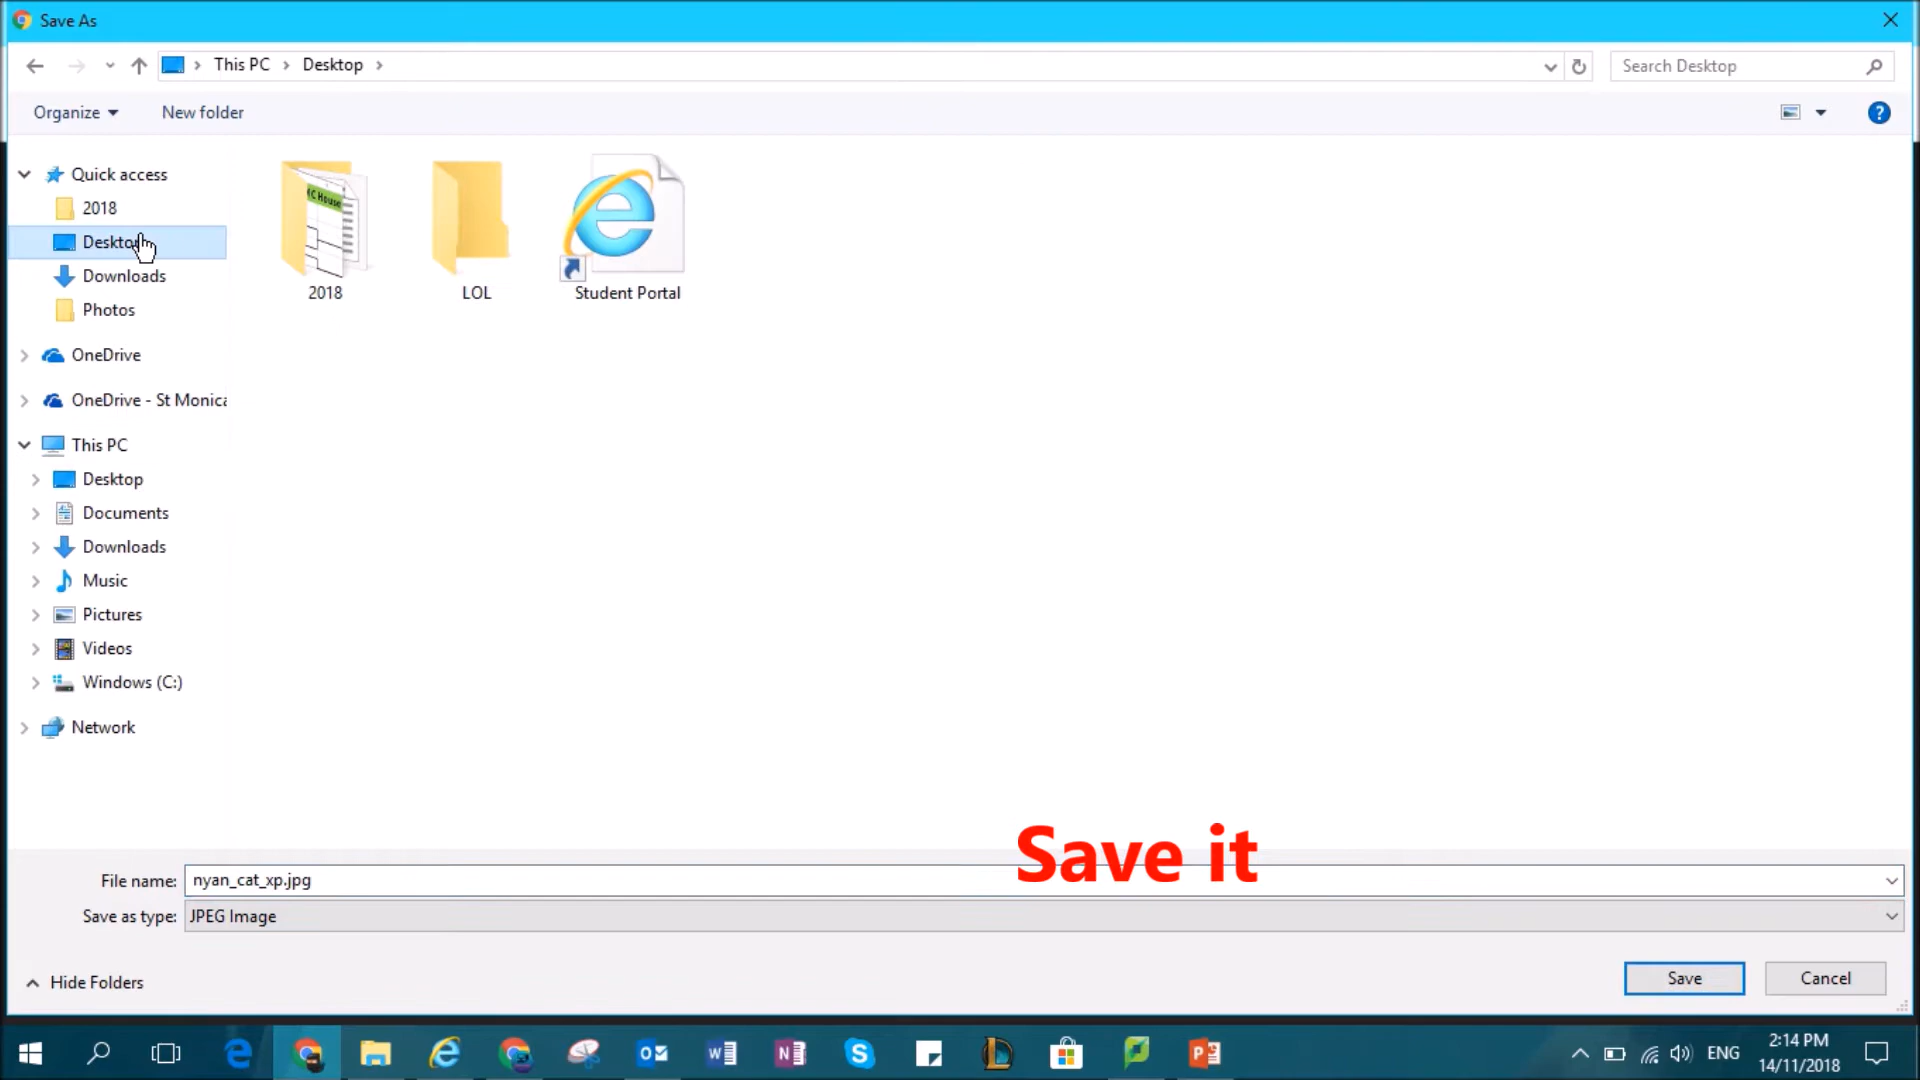 Save As
This PC > Desktop >
Search Desktop
Organize
New folder
Quick access
2018
Desktop
Downloads
Photos
OneDrive
OneDrive - St Monica
This PC
Desktop
Documents
Downloads
Music
Pictures
Videos
Windows (C:)
Network
2018
LOL
Student Portal
Save it
File name: nyan_cat_xp.jpg
Save as type: JPEG Image
Hide Folders
Save
Cancel
ENG
2:14 PM
14/11/2018